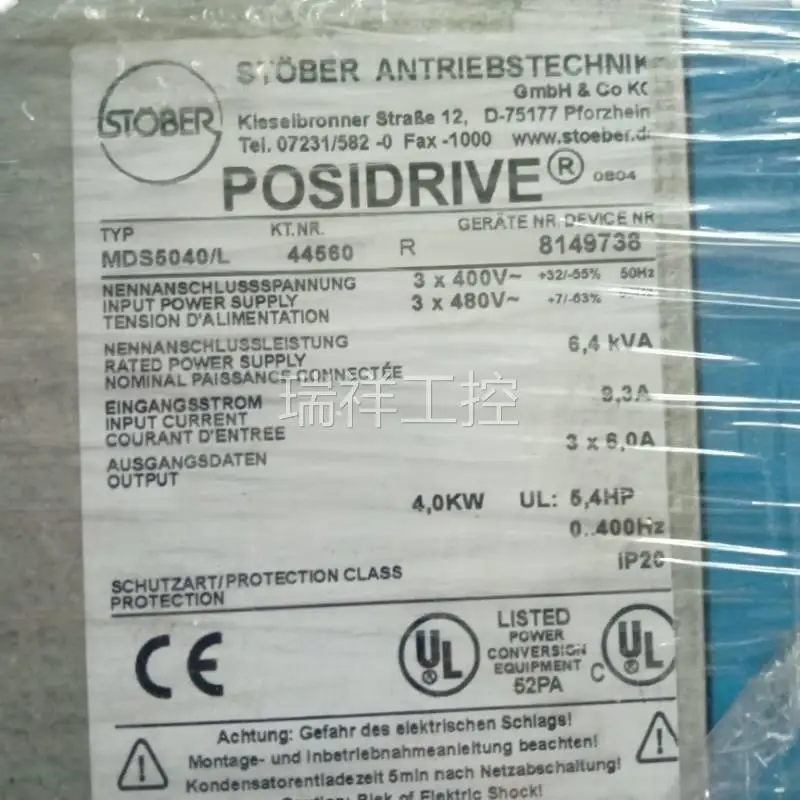 STÖBER
STÖBER ANTRIEBSTECHNIK
GmbH & Co KG
Kieselbronner Straße 12, D-75177 Pforzheim
Tel. 07231/582 -0 Fax -1000 www.stoeber.d
POSIDRIVE® 0804
TYP KT.NR. GERÄTE NR. DEVICE NR
MDS5040/L 44560 R 8149738
NENNANSCHLUSSSPANNUNG 3 x 400V~ +32/-55% 50Hz
INPUT POWER SUPPLY 3 x 480V~ +7/-63%
TENSION D'ALIMENTATION
NENNANSCHLUSSLEISTUNG 6,4 kVA
RATED POWER SUPPLY
NOMINAL PAISSANCE CONNECTÉE
瑞祥工控
EINGANGSSTROM 9,3A
INPUT CURRENT
COURANT D'ENTREE 3 x 6,0A
AUSGANGSDATEN
OUTPUT
4,0KW UL: 5,4HP
0..400Hz
IP20
SCHUTZART/PROTECTION CLASS
PROTECTION
CE
UL
LISTED
POWER
CONVERSION
EQUIPMENT
52PA
C UL
Achtung: Gefahr des elektrischen Schlags!
Montage- und Inbetriebnahmeanleitung beachten!
Kondensatorentladezeit 5min nach Netzabschaltung!
Caution: Risk of Elektric Shock!